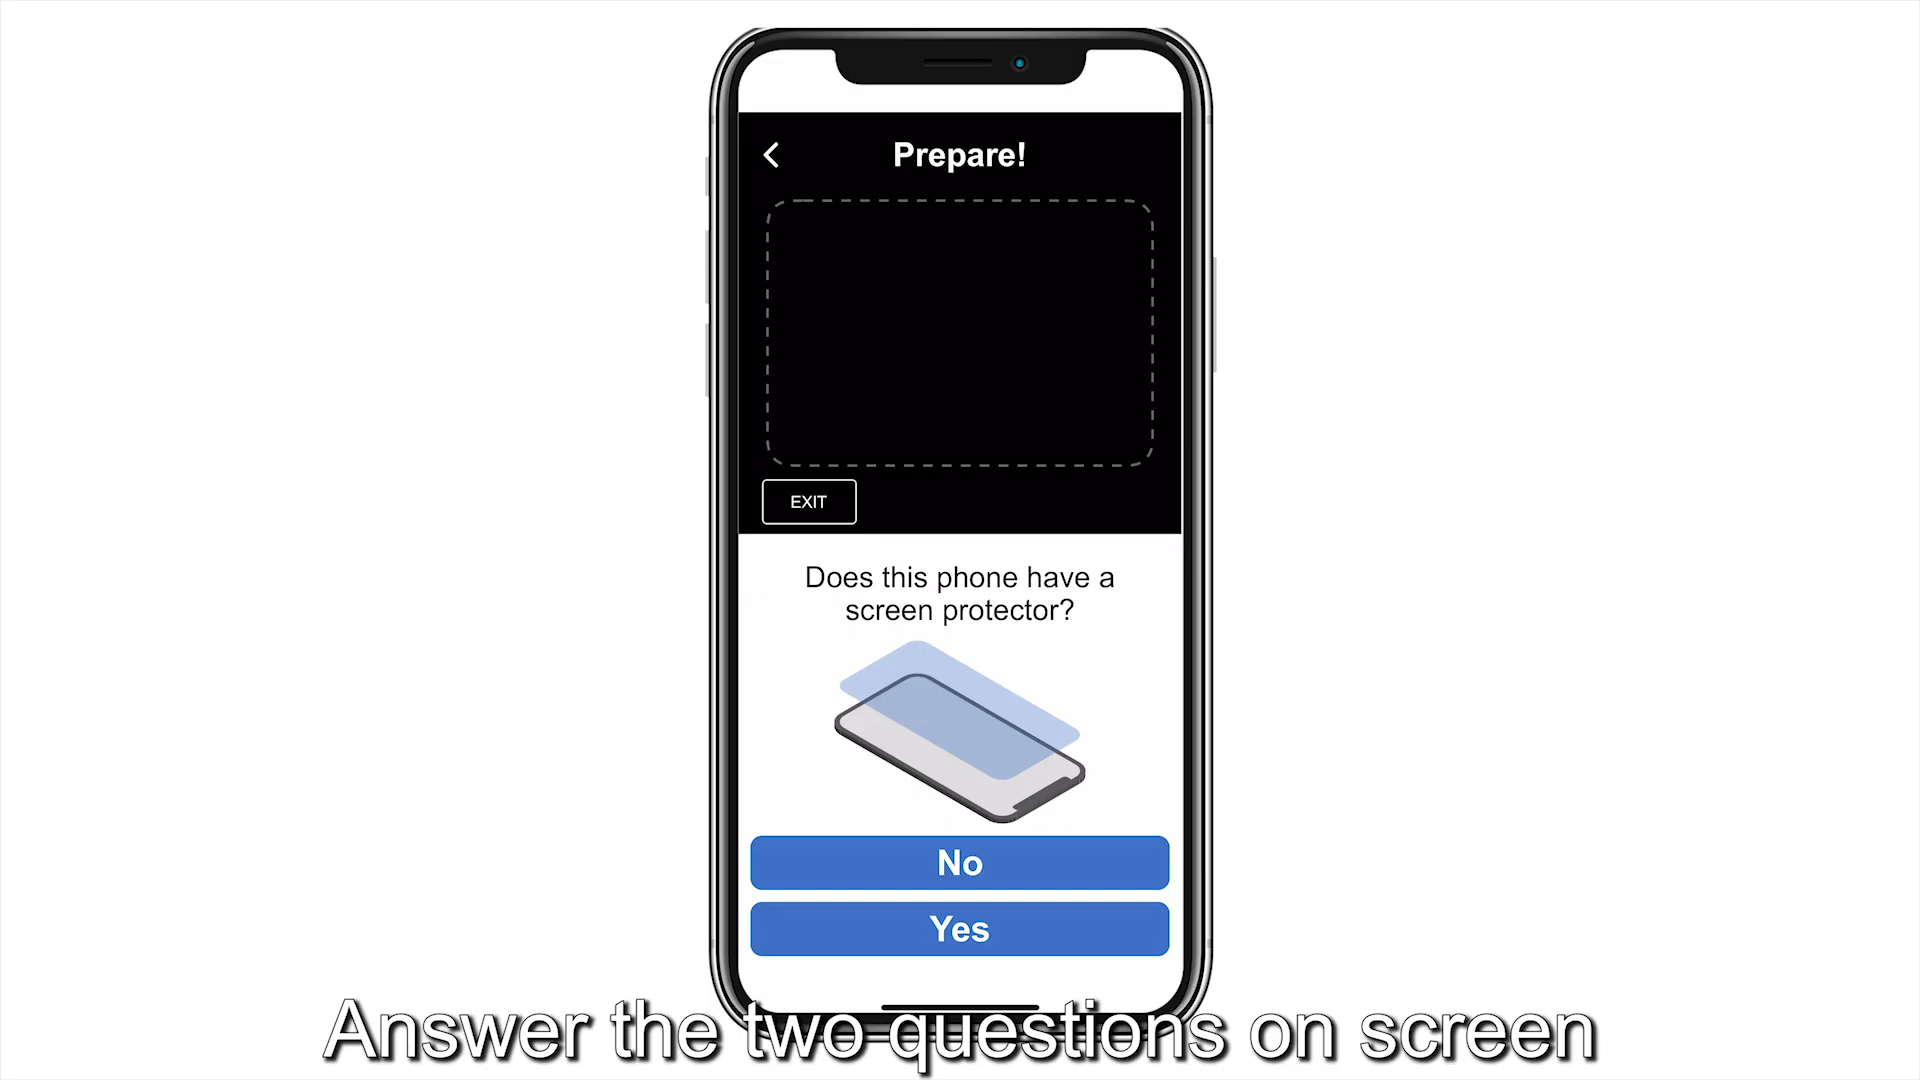 Prepare!
EXIT
Does this phone have a
screen protector?
No
Yes
Answer the two questions on screen